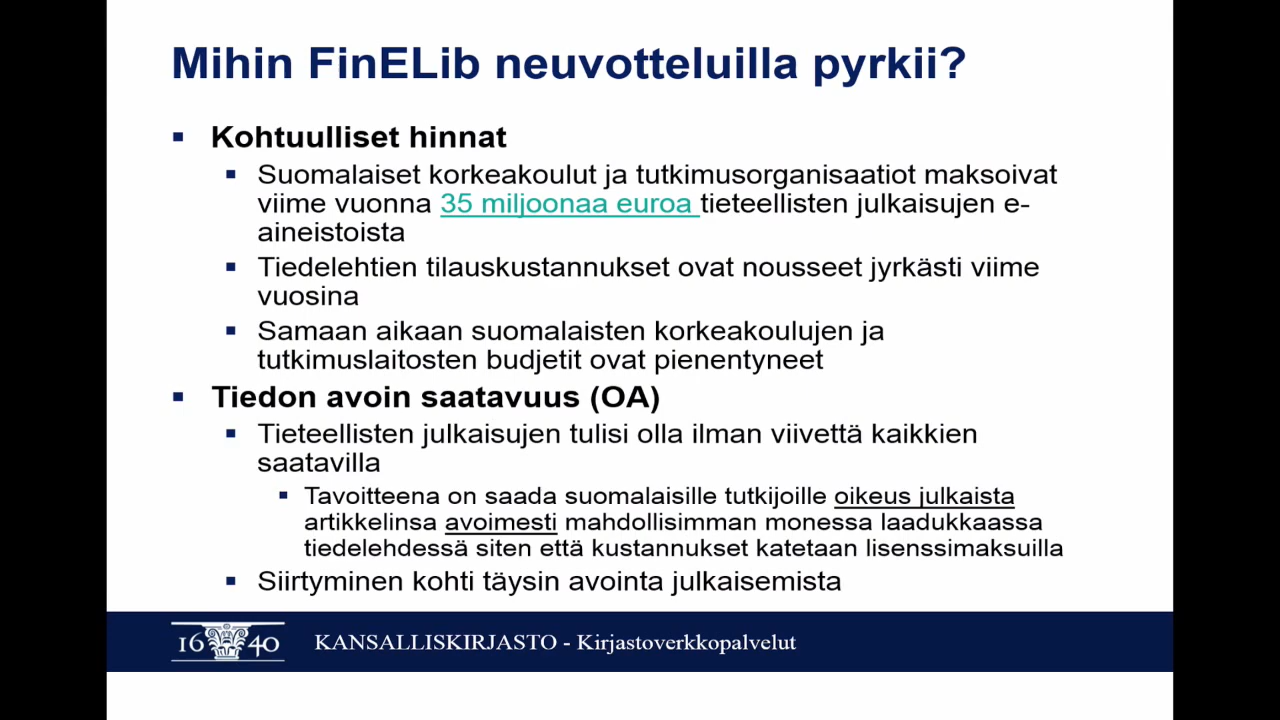 Mihin FinELib neuvotteluilla pyrkii?
Kohtuulliset hinnat
Suomalaiset korkeakoulut ja tutkimusorganisaatiot maksoivat
viime vuonna 35 miljoonaa euroa tieteellisten julkaisujen e-
aineistoista
Tiedelehtien tilauskustannukset ovat nousseet jyrkästi viime
vuosina
Samaan aikaan suomalaisten korkeakoulujen ja
tutkimuslaitosten budjetit ovat pienentyneet
Tiedon avoin saatavuus (OA)
Tieteellisten julkaisujen tulisi olla ilman viivettä kaikkien
saatavilla
Tavoitteena on saada suomalaisille tutkijoille oikeus julkaista
artikkelinsa avoimesti mahdollisimman monessa laadukkaassa
tiedelehdessä siten että kustannukset katetaan lisenssimaksuilla
Siirtyminen kohti täysin avointa julkaisemista
1640 KANSALLISKIRJASTO - Kirjastoverkkopalvelut